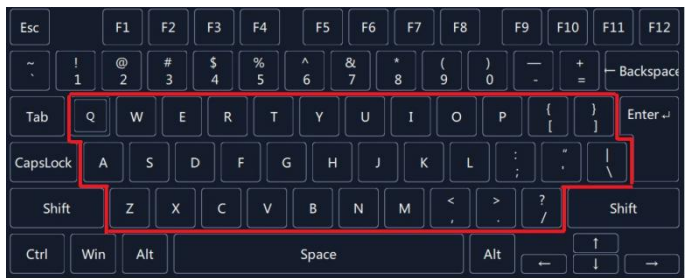 Esc F1 F2 F3 F4 F5 F6 F7 F8 F9 F10 F11 F12
~ ! @ # $ % ^ & * ( ) — +
` 1 2 3 4 5 6 7 8 9 0 - = ← Backspace
Tab Q W E R T Y U I O P { } Enter ↵
[ ]
CapsLock A S D F G H J K L : " |
; ' \
Shift Z X C V B N M < > ? Shift
, . /
Ctrl Win Alt Space Alt ← ↑ ↓ →